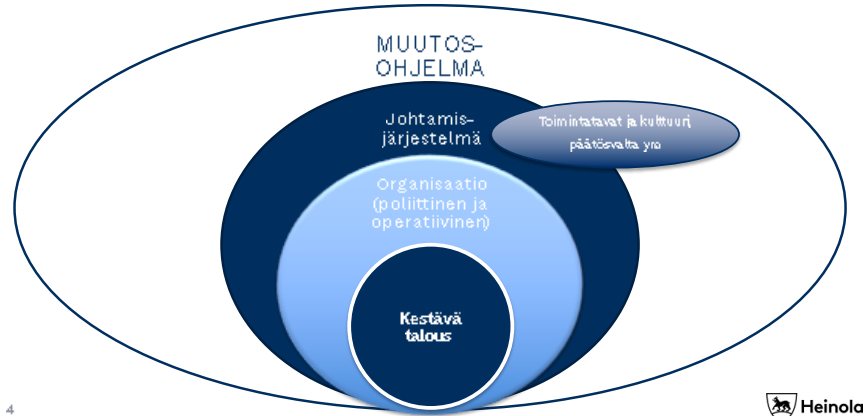 MUUTOS-
OHJELMA
Johtamis-
järjestelmä
Toimintatavat ja kulttuuri,
päätösvalta yms
Organisaatio
(poliittinen ja
operatiivinen)
Kestävä
talous
4
Heinola